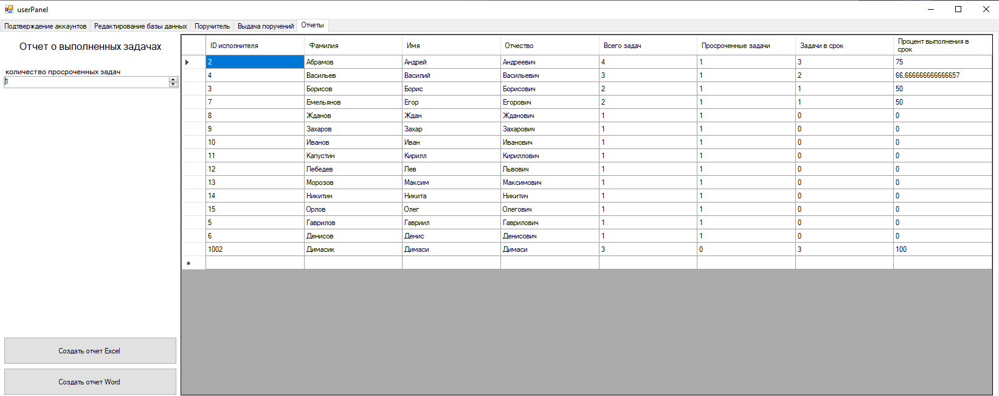 userPanel
Подтверждение аккаунтов Редактирование базы данных Поручитель Выдача поручений Отчеты
Отчет о выполненных задачах
количество просроченных задач
1
ID исполнителя Фамилия Имя Отчество Всего задач Просроченные задачи Задачи в срок Процент выполнения в
срок
2 Абрамов Андрей Андреевич 4 1 3 75
4 Васильев Василий Васильевич 3 1 2 66,666666666666657
3 Борисов Борис Борисович 2 1 1 50
7 Емельянов Егор Егорович 2 1 1 50
8 Жданов Ждан Жданович 1 1 0 0
9 Захаров Захар Захарович 1 1 0 0
10 Иванов Иван Иванович 1 1 0 0
11 Капустин Кирилл Кириллович 1 1 0 0
12 Лебедев Лев Львович 1 1 0 0
13 Морозов Максим Максимович 1 1 0 0
14 Никитин Никита Никитич 1 1 0 0
15 Орлов Олег Олегович 1 1 0 0
5 Гаврилов Гавриил Гаврилович 1 1 0 0
6 Денисов Денис Денисович 1 1 0 0
1002 Димасик Димаси Димаси 3 0 3 100
Создать отчет Excel
Создать отчет Word